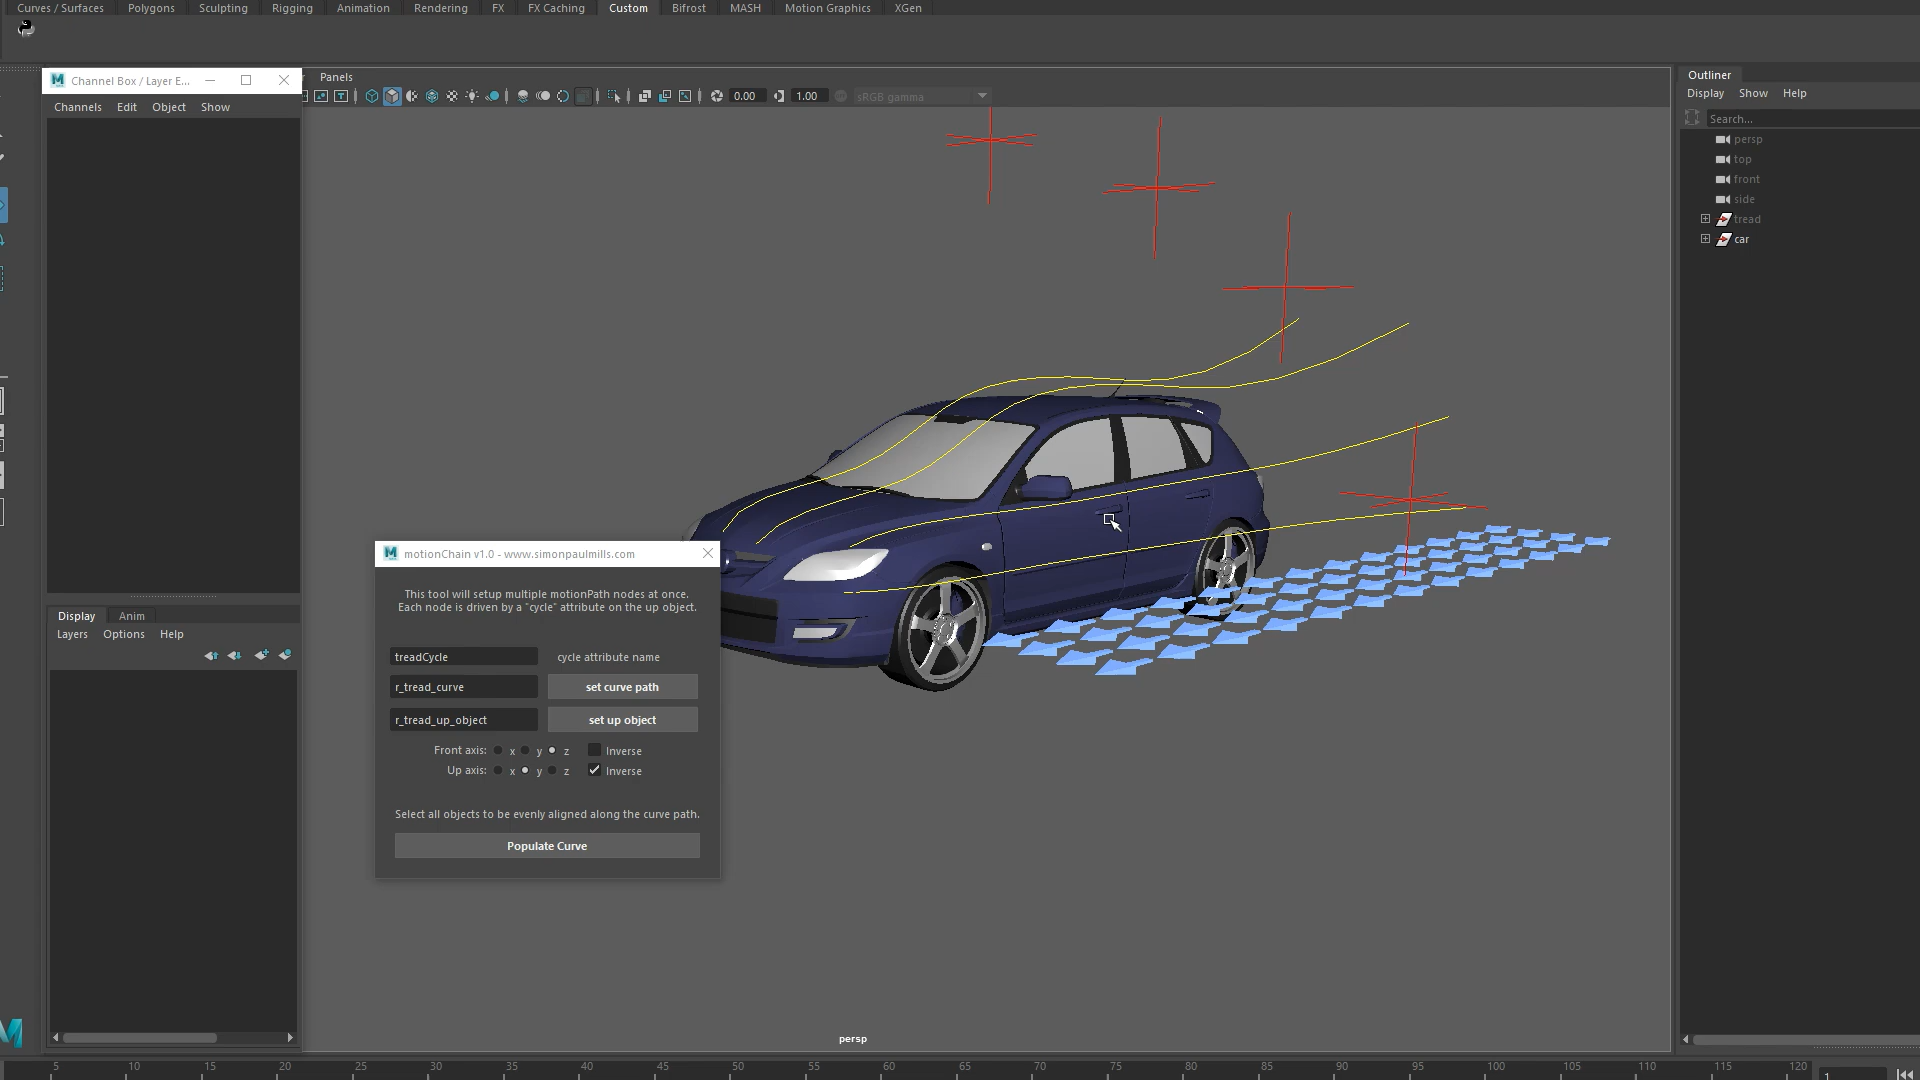 Curves / Surfaces Polygons Sculpting Rigging Animation Rendering FX FX Caching Custom Bifrost MASH Motion Graphics XGen
Channel Box / Layer E...
Channels Edit Object Show
Panels
0.00 1.00 sRGB gamma
Outliner
Display Show Help
Search...
persp
top
front
side
tread
car
motionChain v1.0 - www.simonpaulmills.com
This tool will setup multiple motionPath nodes at once.
Each node is driven by a "cycle" attribute on the up object.
treadCycle cycle attribute name
r_tread_curve set curve path
r_tread_up_object set up object
Front axis: x y z Inverse
Up axis: x y z Inverse
Select all objects to be evenly aligned along the curve path.
Populate Curve
Display Anim
Layers Options Help
persp
5 10 15 20 25 30 35 40 45 50 55 60 65 70 75 80 85 90 95 100 105 110 115 120
1